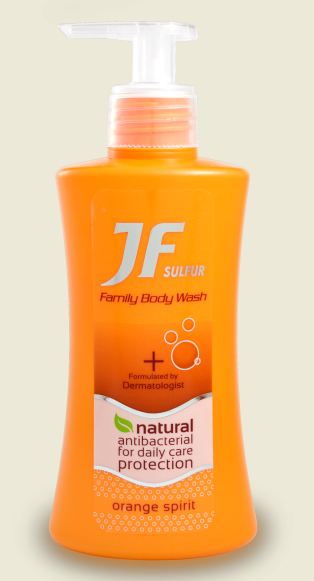 JF
SULFUR
Family Body Wash
+
Formulated by
Dermatologist
natural
antibacterial
for daily care
protection
orange spirit